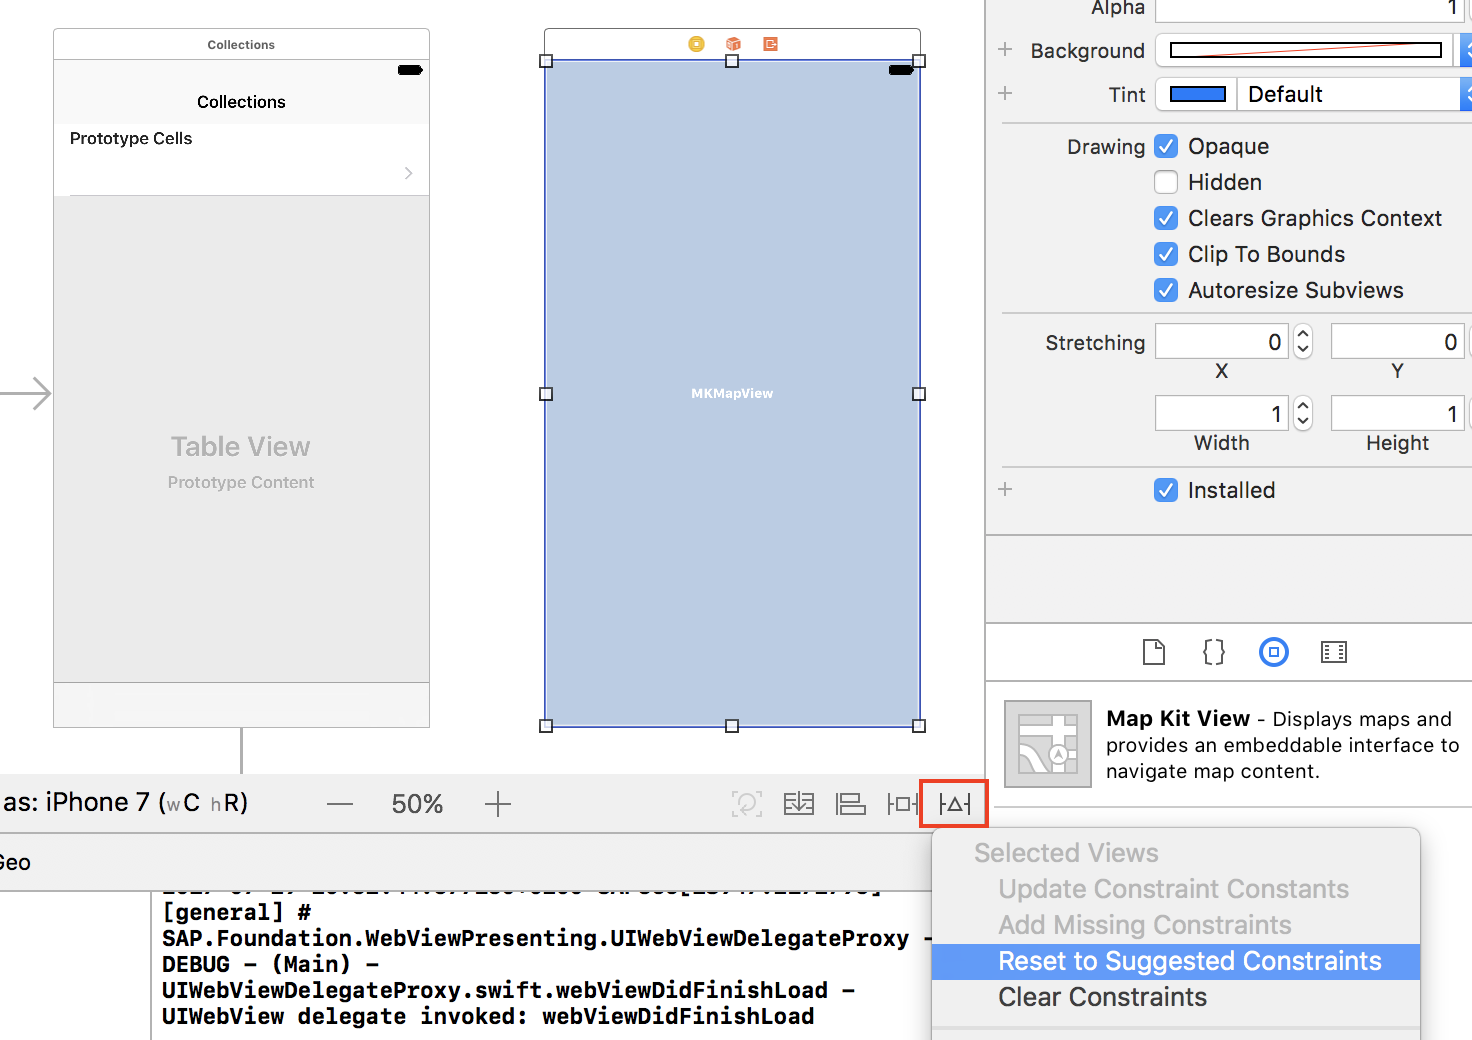 Collections
Collections
Prototype Cells
Table View
Prototype Content
MKMapView
Alpha
1
Background
Tint
Default
Drawing
Opaque
Hidden
Clears Graphics Context
Clip To Bounds
Autoresize Subviews
Stretching
0
0
X
Y
1
1
Width
Height
Installed
Map Kit View - Displays maps and
provides an embeddable interface to
navigate map content.
as: iPhone 7 (wC hR)
50%
Geo
[general] #
SAP.Foundation.WebViewPresenting.UIWebViewDelegateProxy -
DEBUG - (Main) -
UIWebViewDelegateProxy.swift.webViewDidFinishLoad -
UIWebView delegate invoked: webViewDidFinishLoad
Selected Views
Update Constraint Constants
Add Missing Constraints
Reset to Suggested Constraints
Clear Constraints